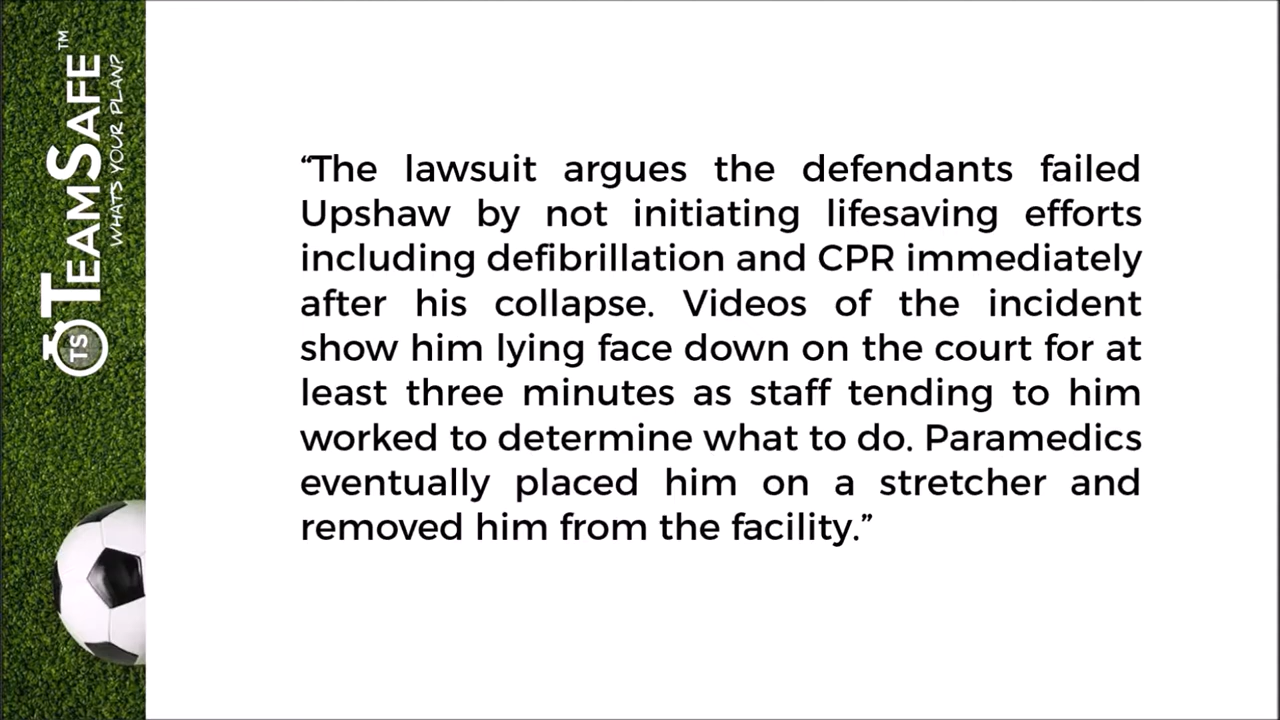 TS TEAMSAFE™
WHATS YOUR PLAN?
“The lawsuit argues the defendants failed
Upshaw by not initiating lifesaving efforts
including defibrillation and CPR immediately
after his collapse. Videos of the incident
show him lying face down on the court for at
least three minutes as staff tending to him
worked to determine what to do. Paramedics
eventually placed him on a stretcher and
removed him from the facility.”